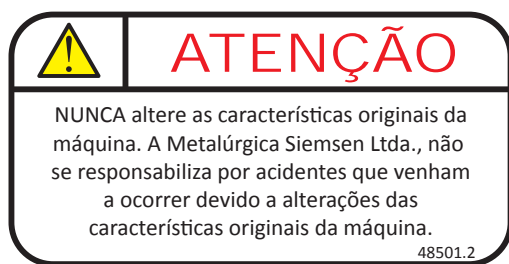 ATENÇÃO
NUNCA altere as características originais da
máquina. A Metalúrgica Siemsen Ltda., não
se responsabiliza por acidentes que venham
a ocorrer devido a alterações das
características originais da máquina.
48501.2